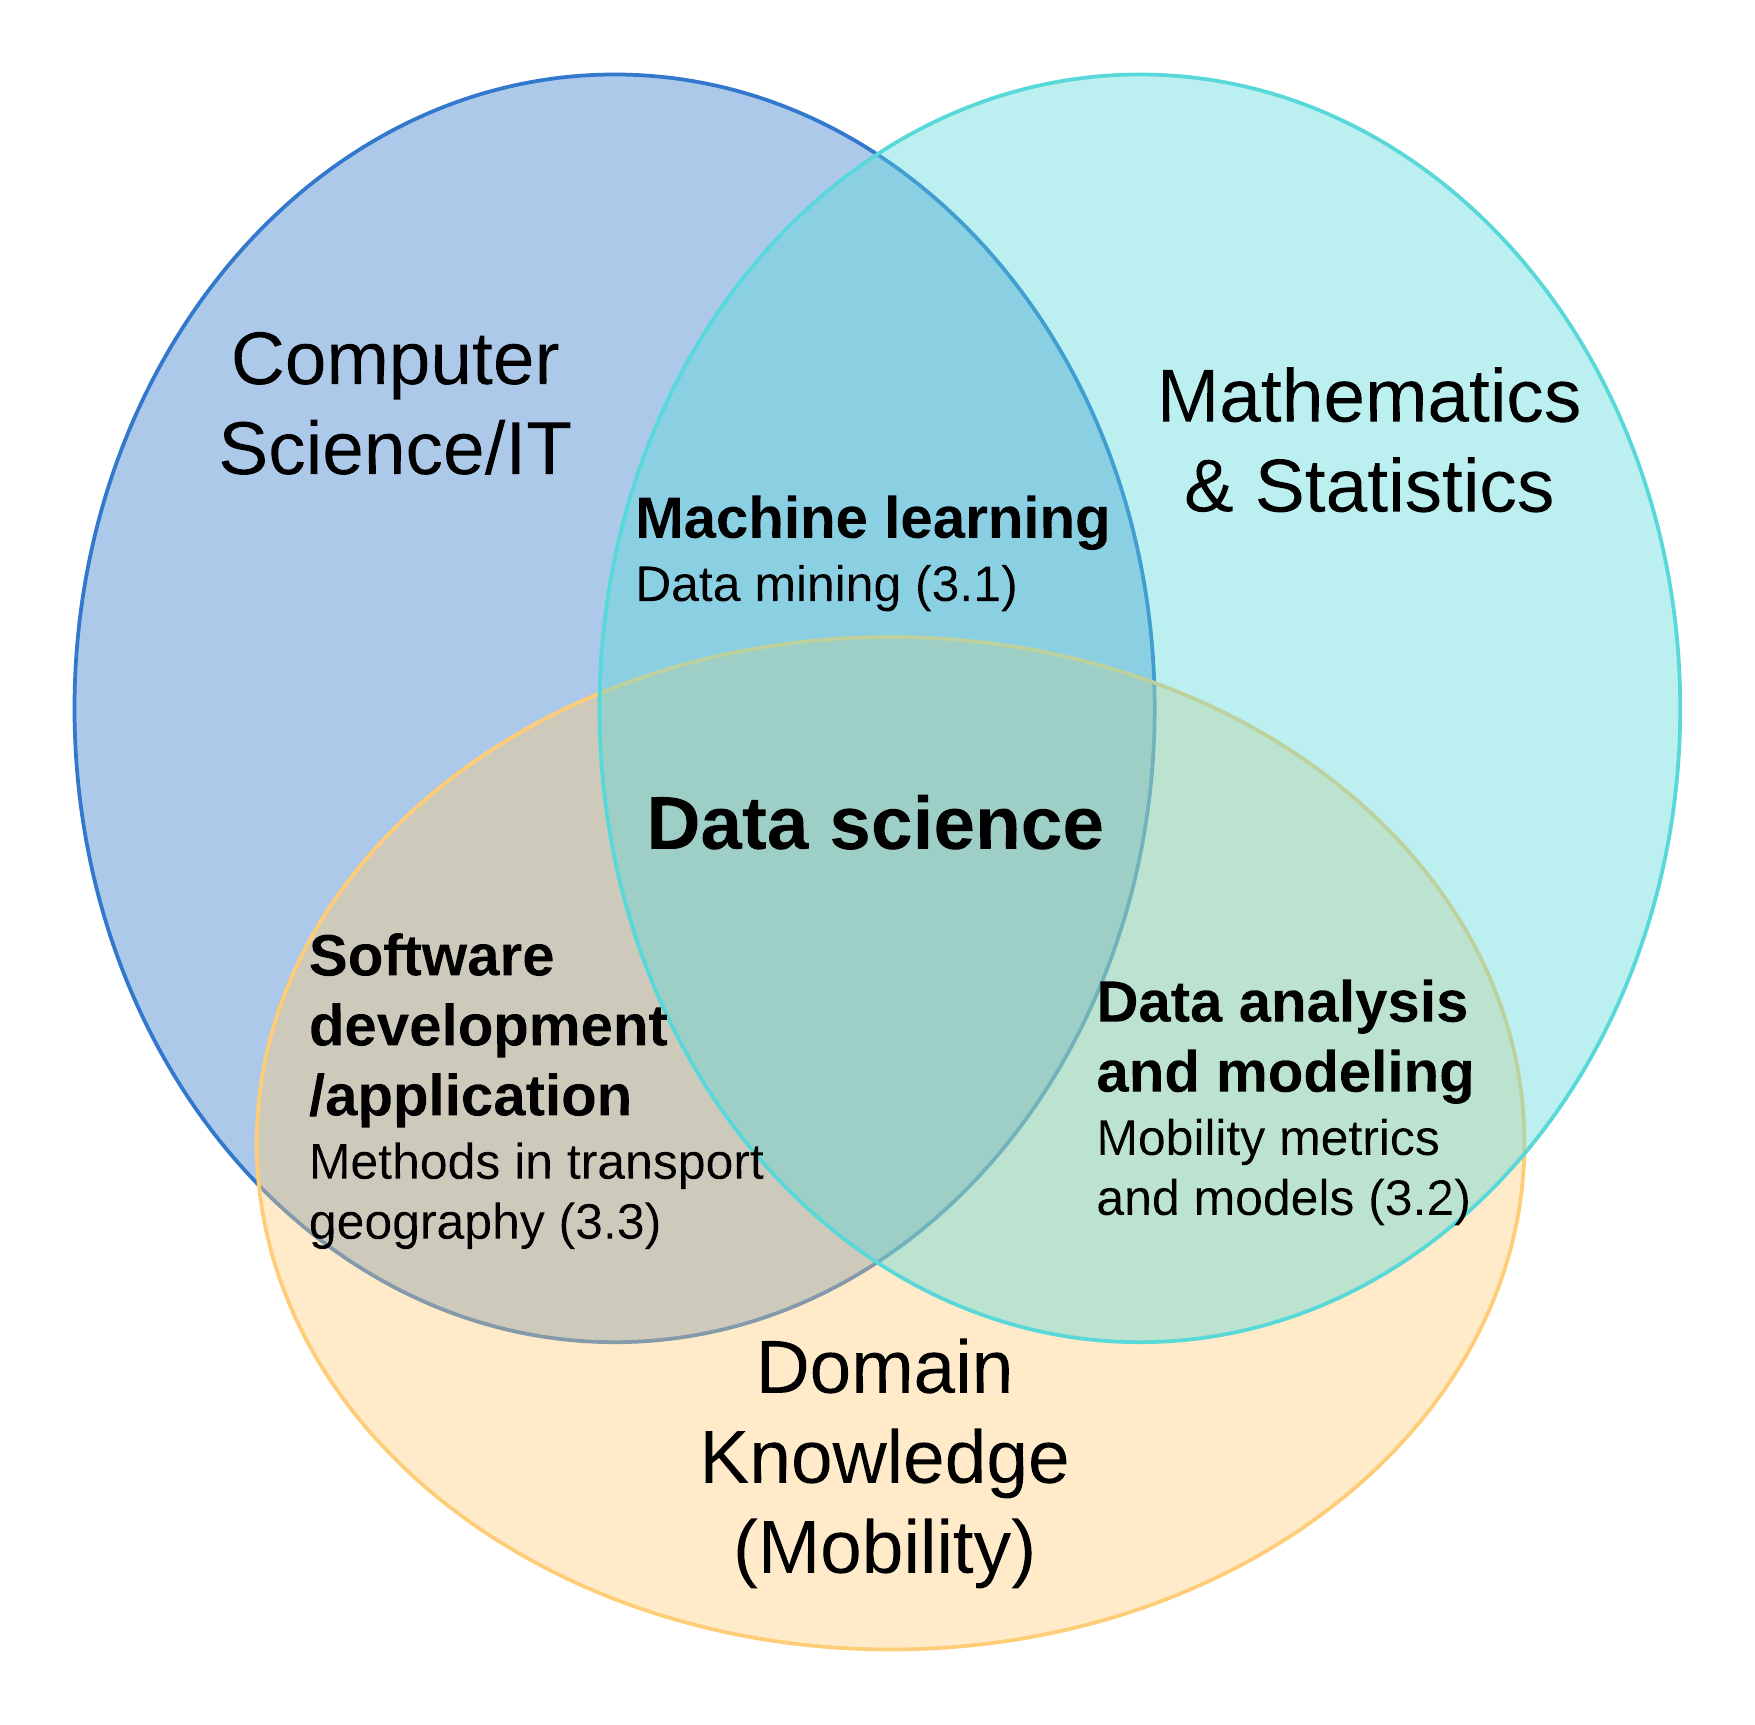 Computer
Science/IT
Mathematics
& Statistics
Machine learning
Data mining (3.1)
Data science
Software
development
/application
Methods in transport
geography (3.3)
Data analysis
and modeling
Mobility metrics
and models (3.2)
Domain
Knowledge
(Mobility)